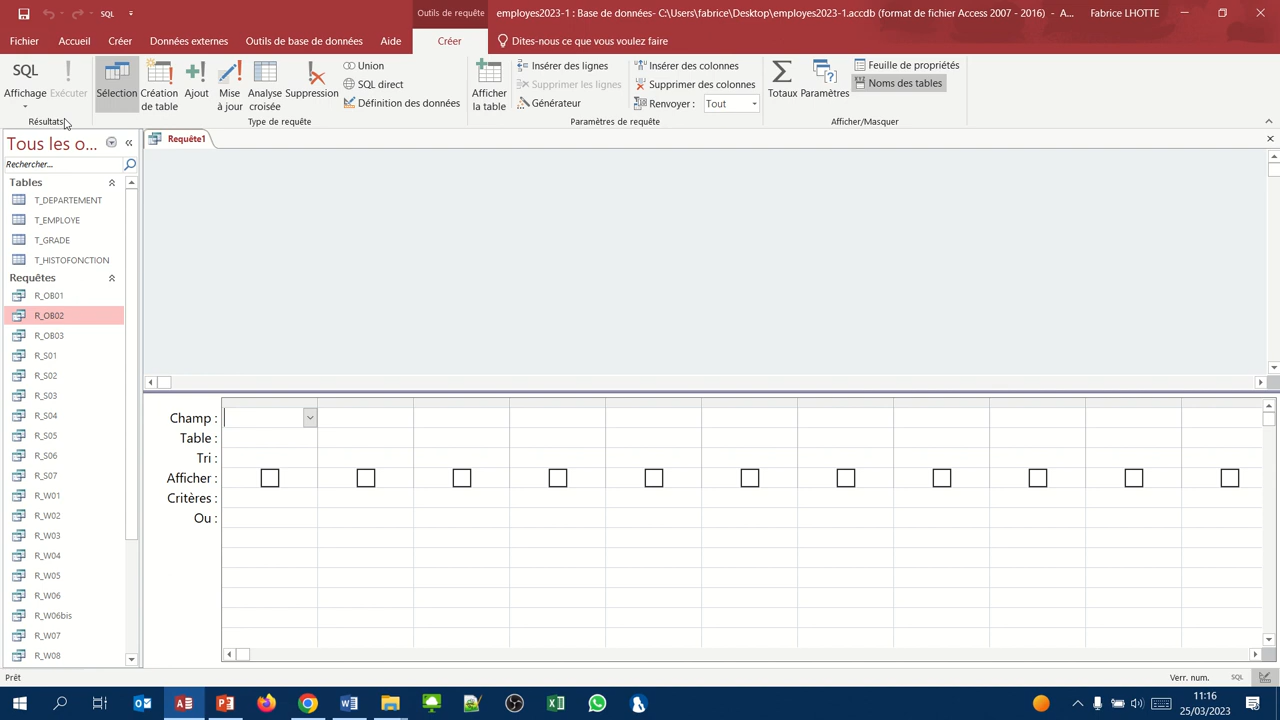 SQL
Outils de requête
employes2023-1 : Base de données- C:\Users\fabrice\Desktop\employes2023-1.accdb (format de fichier Access 2007 - 2016) - A...
Fabrice LHOTTE
Fichier
Accueil
Créer
Données externes
Outils de base de données
Aide
Créer
Dites-nous ce que vous voulez faire
SQL
Affichage
Exécuter
Résultats
Sélection
Création de table
Ajout
Mise à jour
Analyse croisée
Suppression
Union
SQL direct
Définition des données
Type de requête
Afficher la table
Insérer des lignes
Supprimer les lignes
Générateur
Insérer des colonnes
Supprimer des colonnes
Renvoyer : Tout
Paramètres de requête
Totaux
Paramètres
Feuille de propriétés
Noms des tables
Afficher/Masquer
Tous les o...
Rechercher...
Tables
T_DEPARTEMENT
T_EMPLOYE
T_GRADE
T_HISTOFONCTION
Requêtes
R_OB01
R_OB02
R_OB03
R_S01
R_S02
R_S03
R_S04
R_S05
R_S06
R_S07
R_W01
R_W02
R_W03
R_W04
R_W05
R_W06
R_W06bis
R_W07
R_W08
Requête1
Champ :
Table :
Tri :
Afficher :
Critères :
Ou :
Prêt
Verr. num.
SQL
11:16
25/03/2023